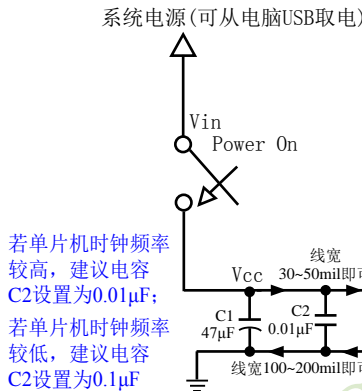 系统电源(可从电脑USB取电)
Vin
Power On
若单片机时钟频率
较高，建议电容
C2设置为0.01μF；
若单片机时钟频率
较低，建议电容
C2设置为0.1μF
线宽
Vcc
30~50mil即可
C1
47μF
C2
0.01μF
线宽100~200mil即可